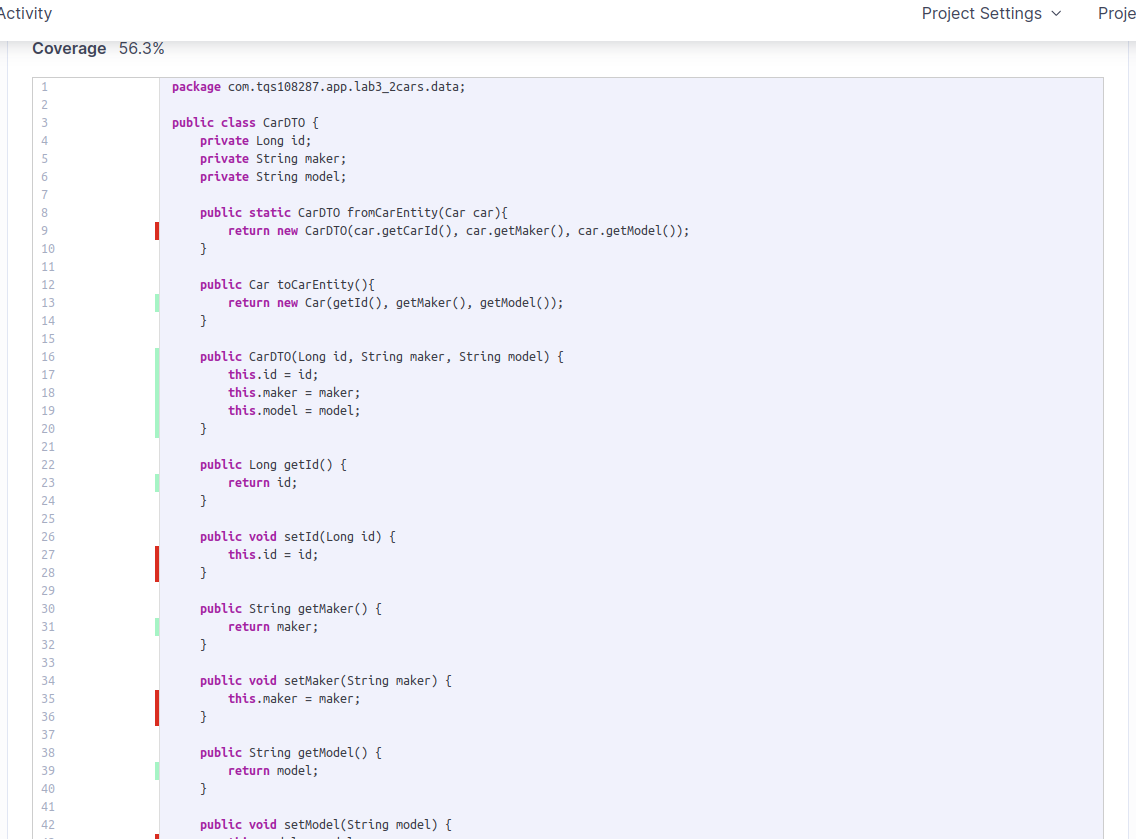 Activity
Project Settings
Proje
Coverage 56.3%
1 package com.tqs108287.app.lab3_2cars.data;
2
3 public class CarDTO {
4 private Long id;
5 private String maker;
6 private String model;
7
8 public static CarDTO fromCarEntity(Car car){
9 return new CarDTO(car.getCarId(), car.getMaker(), car.getModel());
10 }
11
12 public Car toCarEntity(){
13 return new Car(getId(), getMaker(), getModel());
14 }
15
16 public CarDTO(Long id, String maker, String model) {
17 this.id = id;
18 this.maker = maker;
19 this.model = model;
20 }
21
22 public Long getId() {
23 return id;
24 }
25
26 public void setId(Long id) {
27 this.id = id;
28 }
29
30 public String getMaker() {
31 return maker;
32 }
33
34 public void setMaker(String maker) {
35 this.maker = maker;
36 }
37
38 public String getModel() {
39 return model;
40 }
41
42 public void setModel(String model) {